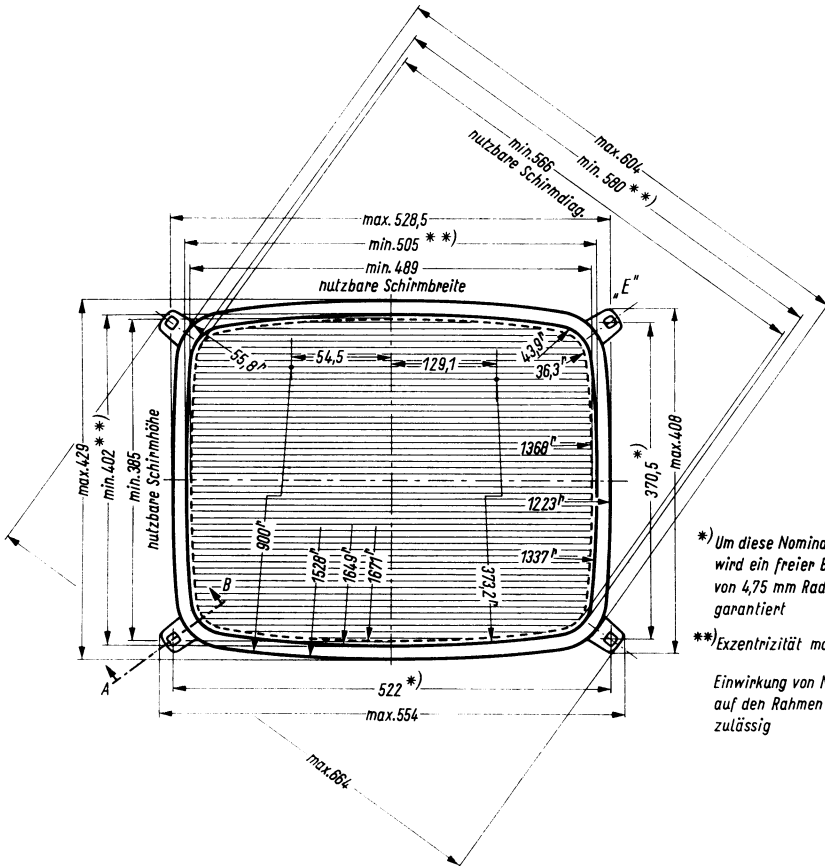 max.604
min. 580 **)
min.566
nutzbare Schirmdiag.
max. 528,5
min.505 **)
min. 489
nutzbare Schirmbreite
„E"
55,8r
54,5
129,1
43,9r
36,3r
max.429
min.402 **)
min.385
nutzbare Schirmhöhe
1368r
1223r
1337r
370,5 *)
max.408
900r
1528r
1649r
1671r
373,2r
B
A
522 *)
max.554
max.664
*) Um diese Nomina
wird ein freier
von 4,75 mm Rad
garantiert
**) Exzentrizität
Einwirkung von
auf den Rahmen
zulässig